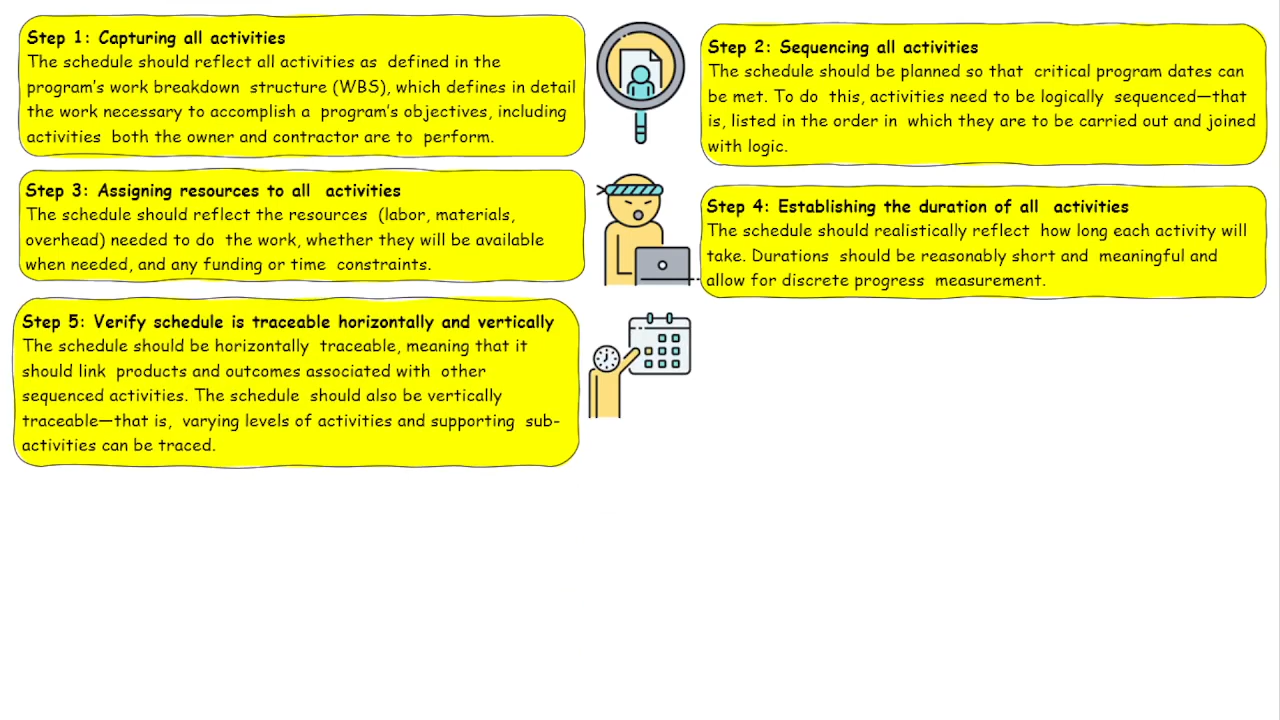 Step 1: Capturing all activities
The schedule should reflect all activities as defined in the
program's work breakdown structure (WBS), which defines in detail
the work necessary to accomplish a program's objectives, including
activities both the owner and contractor are to perform.
Step 2: Sequencing all activities
The schedule should be planned so that critical program dates can
be met. To do this, activities need to be logically sequenced—that
is, listed in the order in which they are to be carried out and joined
with logic.
Step 3: Assigning resources to all activities
The schedule should reflect the resources (labor, materials,
overhead) needed to do the work, whether they will be available
when needed, and any funding or time constraints.
Step 4: Establishing the duration of all activities
The schedule should realistically reflect how long each activity will
take. Durations should be reasonably short and meaningful and
allow for discrete progress measurement.
Step 5: Verify schedule is traceable horizontally and vertically
The schedule should be horizontally traceable, meaning that it
should link products and outcomes associated with other
sequenced activities. The schedule should also be vertically
traceable—that is, varying levels of activities and supporting sub-
activities can be traced.